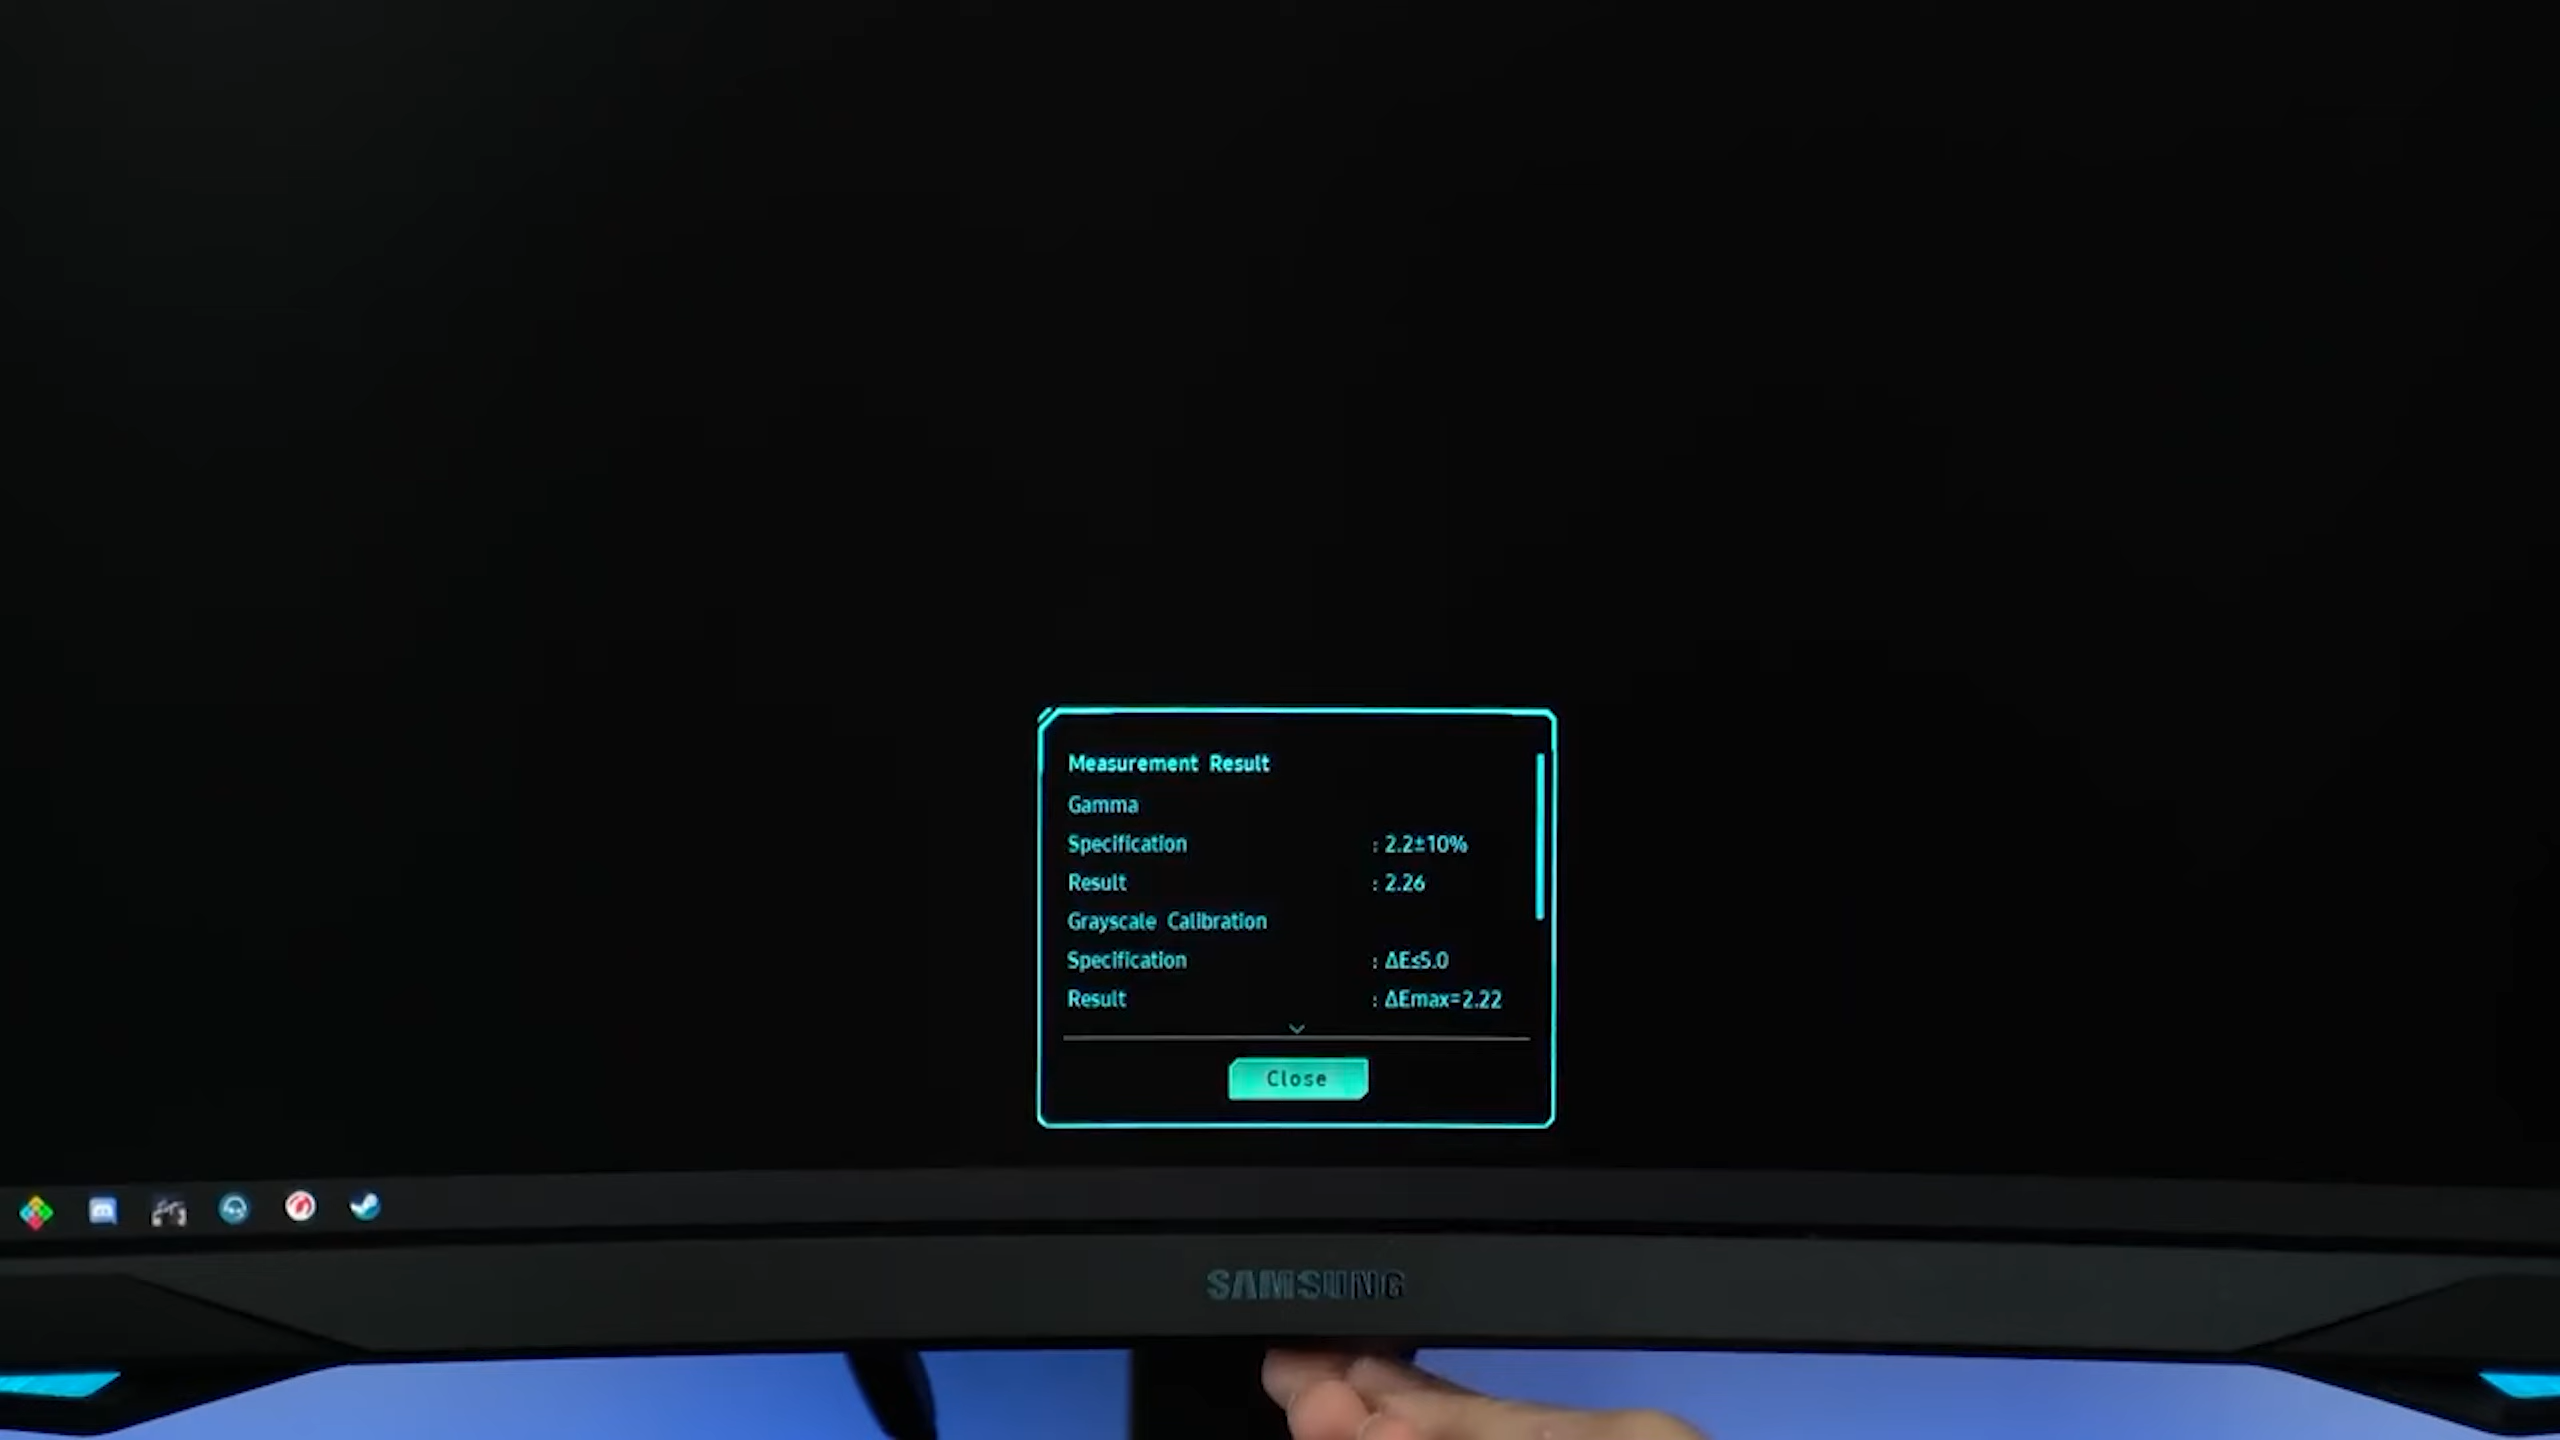 Measurement Result
Gamma
Specification : 2.2±10%
Result : 2.26
Grayscale Calibration
Specification : ΔE≤5.0
Result : ΔEmax=2.22
Close
SAMSUNG